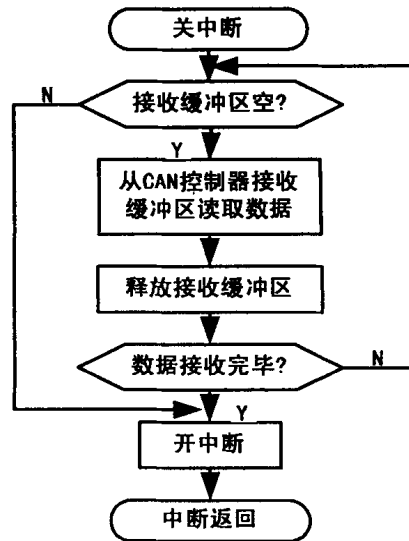 关中断
N
接收缓冲区空?
Y
从CAN控制器接收
缓冲区读取数据
释放接收缓冲区
数据接收完毕?
N
Y
开中断
中断返回